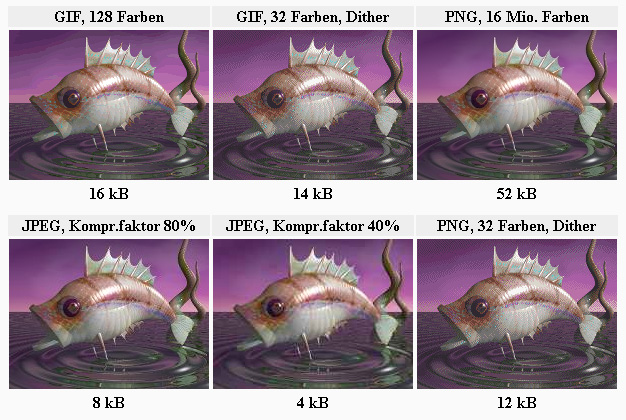 GIF, 128 Farben
GIF, 32 Farben, Dither
PNG, 16 Mio. Farben
16 kB
14 kB
52 kB
JPEG, Kompr.faktor 80%
JPEG, Kompr.faktor 40%
PNG, 32 Farben, Dither
8 kB
4 kB
12 kB